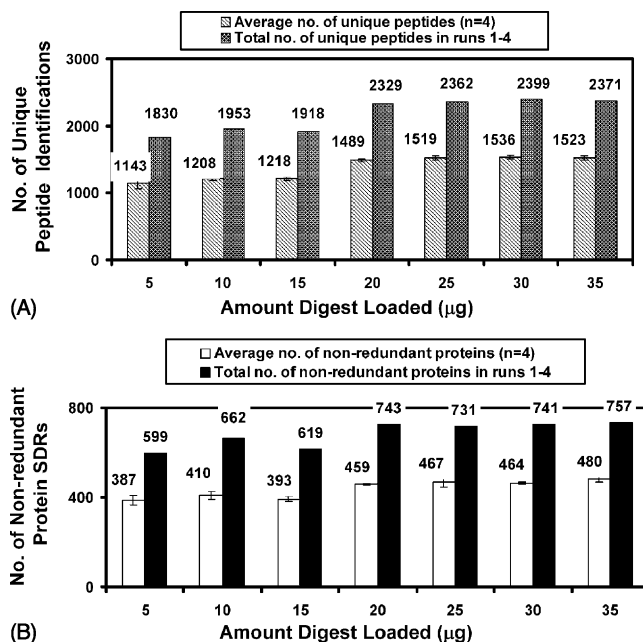 Average no. of unique peptides (n=4)
Total no. of unique peptides in runs 1-4
No. of Unique
Peptide Identifications
3000
2000
1000
0
1143
1830
1208
1953
1218
1918
1489
2329
1519
2362
1536
2399
1523
2371
5 10 15 20 25 30 35
Amount Digest Loaded (μg)
(A)
Average no. of non-redundant proteins (n=4)
Total no. of non-redundant proteins in runs 1-4
No. of Non-redundant
Protein SDRs
800
400
0
387
599
410
662
393
619
459
743
467
731
464
741
480
757
5 10 15 20 25 30 35
Amount Digest Loaded (μg)
(B)